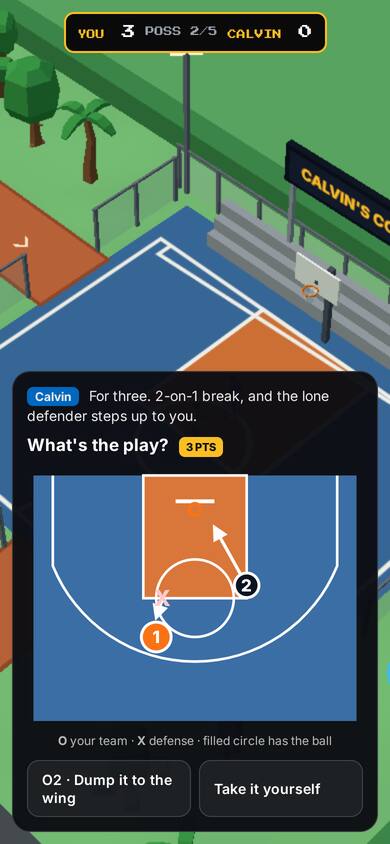 YOU 3 POSS 2/5 CALVIN 0
CALVIN'S CO
Calvin For three. 2-on-1 break, and the lone
defender steps up to you.
What's the play? 3 PTS
X
2
1
O your team · X defense · filled circle has the ball
O2 · Dump it to the
wing
Take it yourself